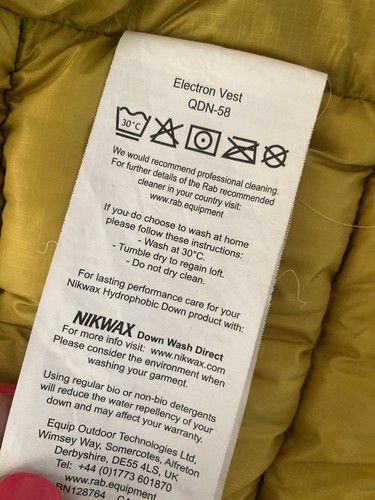 Electron Vest
QDN-58
30°C
We would recommend professional cleaning.
For further details of the Rab recommended
cleaner in your country visit:
www.rab.equipment
If you do choose to wash at home
please follow these instructions:
- Wash at 30°C.
- Tumble dry to regain loft.
- Do not dry clean.
For lasting performance care for your
Nikwax Hydrophobic Down product with:
NIKWAX Down Wash Direct
For more info visit: www.nikwax.com
Please consider the environment when
washing your garment.
Using regular bio or non-bio detergents
will reduce the water repellency of your
down and may affect your warranty.
Equip Outdoor Technologies Ltd,
Wimsey Way, Somercotes, Alfreton
Derbyshire, DE55 4LS, UK
Tel: +44 (0)1773 601870
www.rab.equipment
RN128764